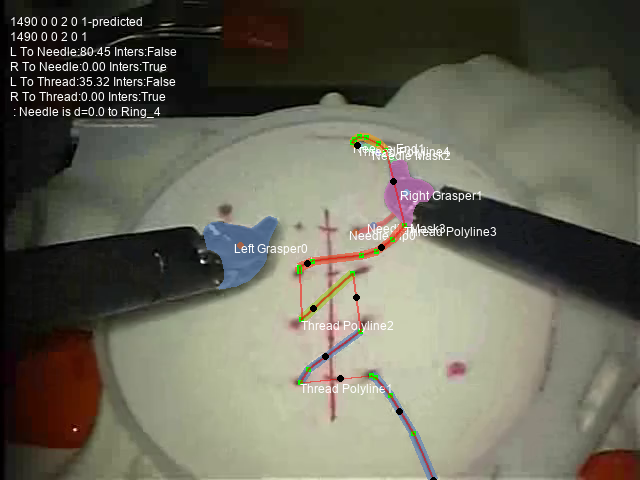 1490 0 0 2 0 1-predicted
1490 0 0 2 0 1
L To Needle:80.45 Inters:False
R To Needle:0.00 Inters:True
L To Thread:35.32 Inters:False
R To Thread:0.00 Inters:True
: Needle is d=0.0 to Ring_4
Needle Mask2
Right Grasper1
Mask3
Thread Polyline3
Left Grasper0
Thread Polyline2
Thread Polyline1